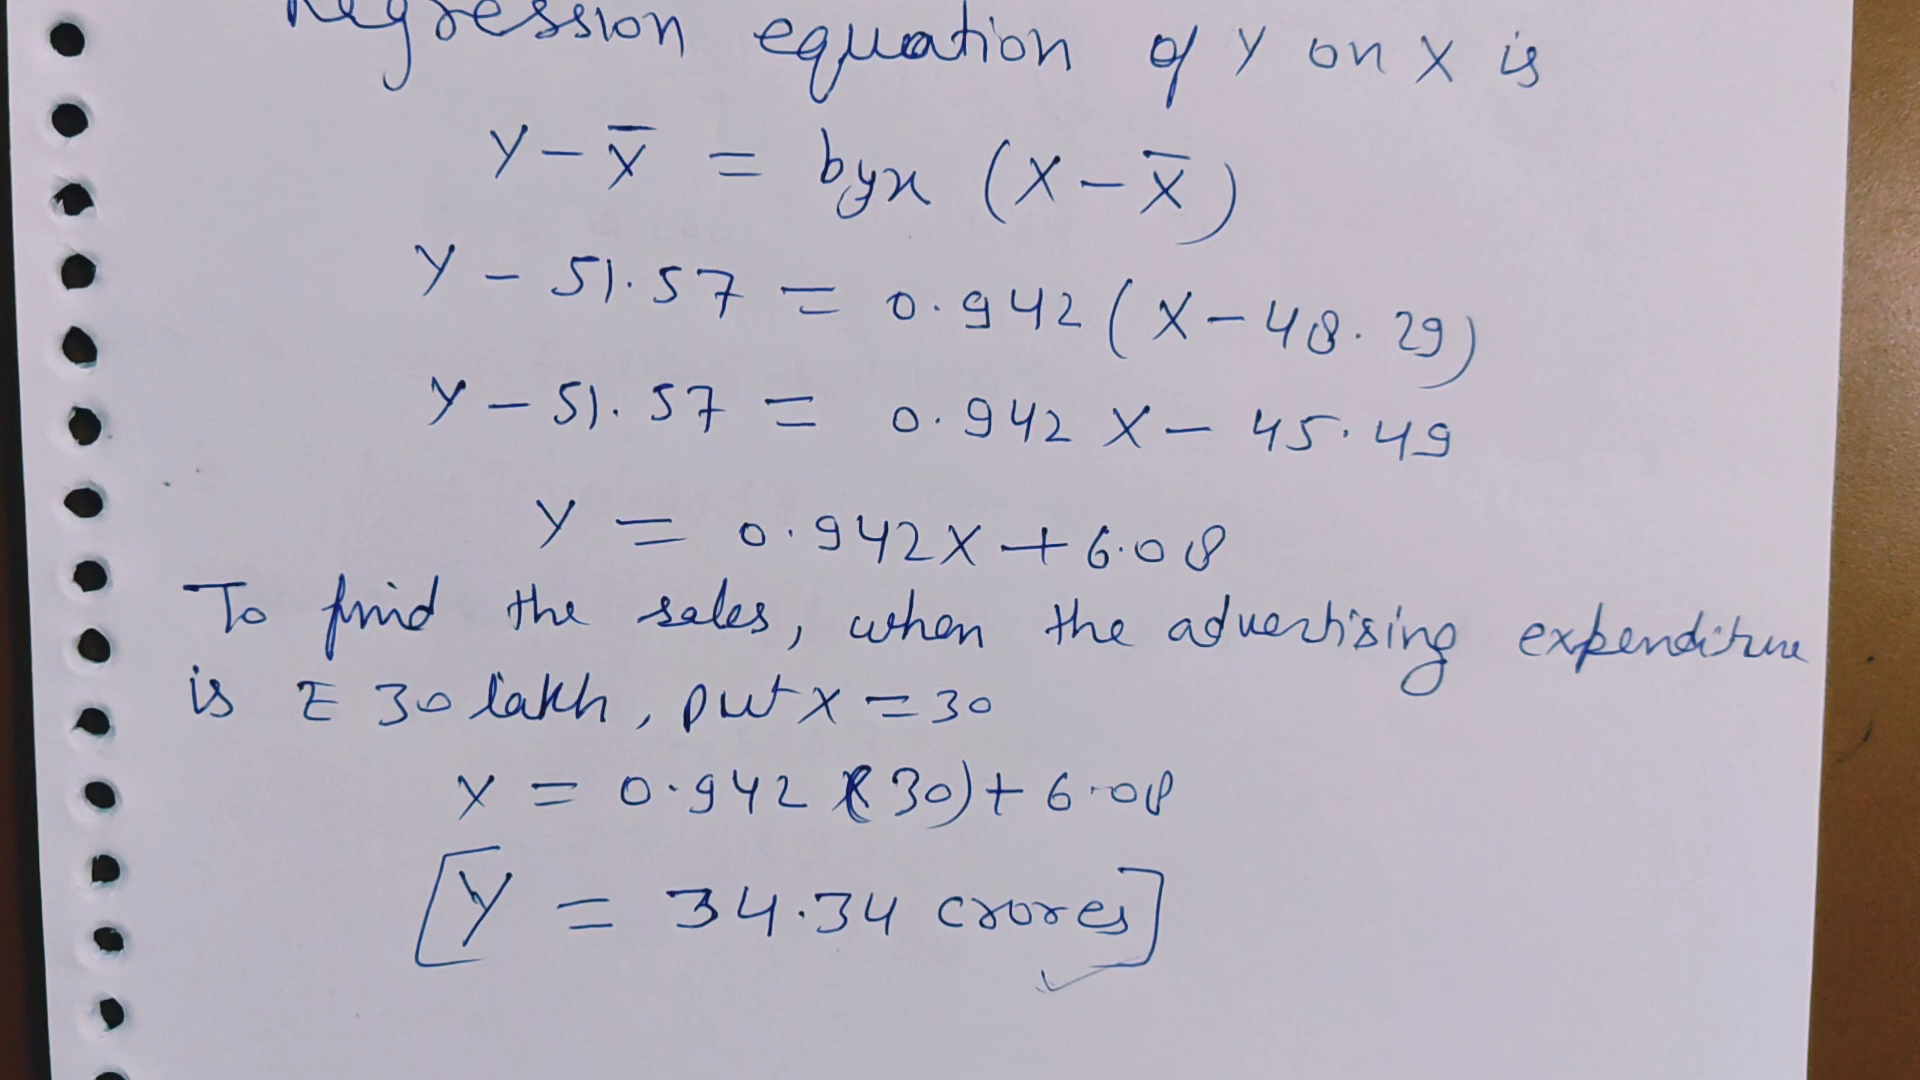 Regression equation of Y on X is
Y - Y̅ = byx (X - X̅)
Y - 51.57 = 0.942 (X - 48.29)
Y - 51.57 = 0.942 X - 45.49
Y = 0.942X + 6.08
To find the sales, when the advertising expenditure
is ₹ 30 lakh, put X = 30
Y = 0.942 (30) + 6.08
[Y = 34.34 crores]